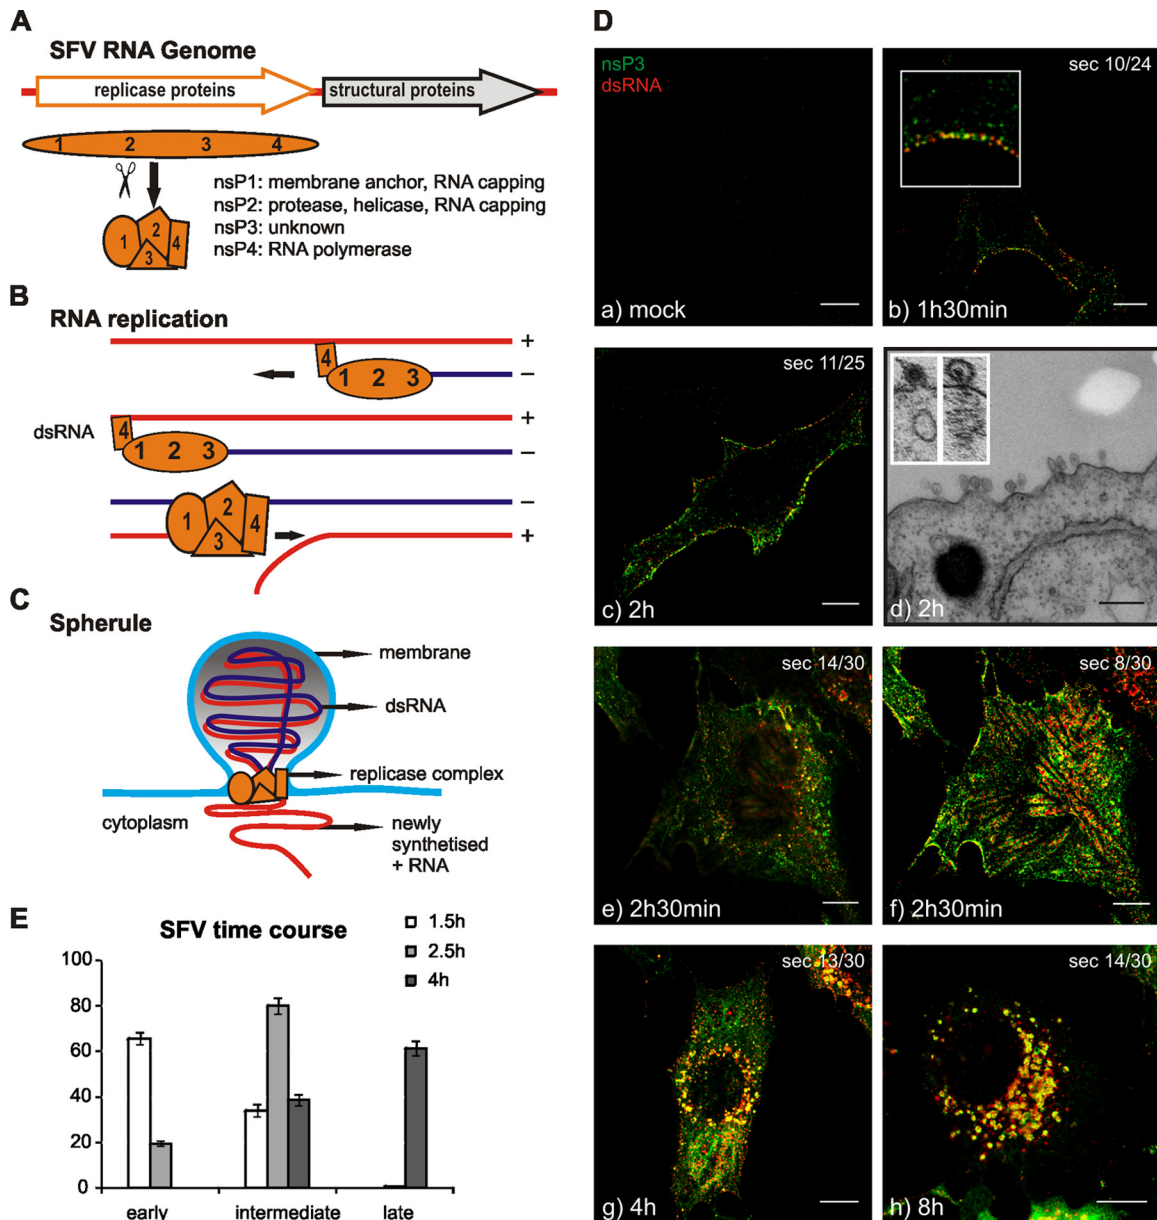 A
SFV RNA Genome
replicase proteins
structural proteins
1 2 3 4
nsP1: membrane anchor, RNA capping
nsP2: protease, helicase, RNA capping
nsP3: unknown
nsP4: RNA polymerase
1 2 3 4
B
RNA replication
+
4
1 2 3
–
+
dsRNA
4
1 2 3
–
–
1 2 3 4
+
C
Spherule
membrane
dsRNA
replicase complex
cytoplasm
newly
synthetised
+ RNA
E
SFV time course
1.5h
2.5h
4h
100
80
60
40
20
0
early intermediate late
D
nsP3
dsRNA
a) mock
sec 10/24
b) 1h30min
sec 11/25
c) 2h
d) 2h
sec 14/30
e) 2h30min
sec 8/30
f) 2h30min
sec 13/30
g) 4h
sec 14/30
h) 8h